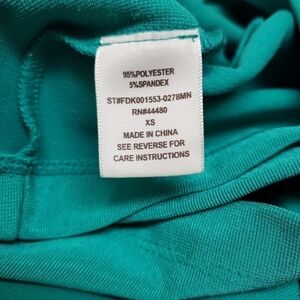 95%POLYESTER
5%SPANDEX
ST#FDK001553-0278MN
RN#44480
XS
MADE IN CHINA
SEE REVERSE FOR
CARE INSTRUCTIONS